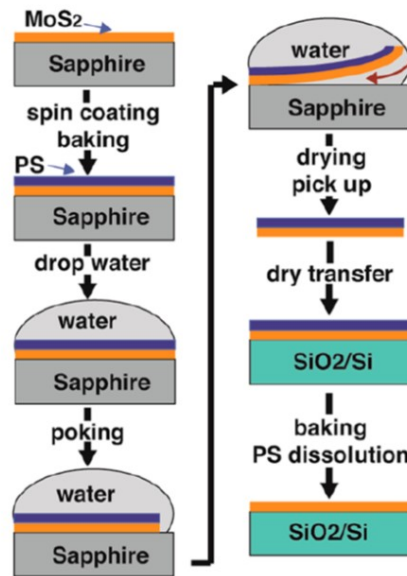 MoS2
Sapphire
spin coating
baking
PS
Sapphire
drop water
water
Sapphire
poking
water
Sapphire
water
Sapphire
drying
pick up
dry transfer
SiO2/Si
baking
PS dissolution
SiO2/Si